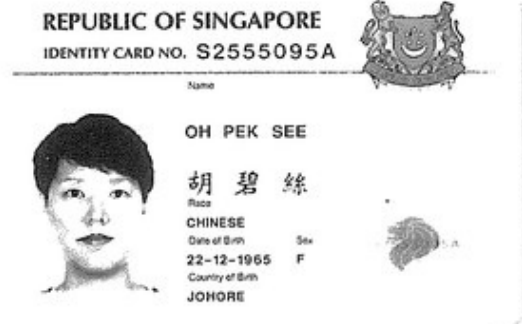 REPUBLIC OF SINGAPORE
IDENTITY CARD NO. S2555095A
Name
OH PEK SEE
胡碧絲
Race
CHINESE
Date of Birth Sex
22-12-1965 F
Country of Birth
JOHORE